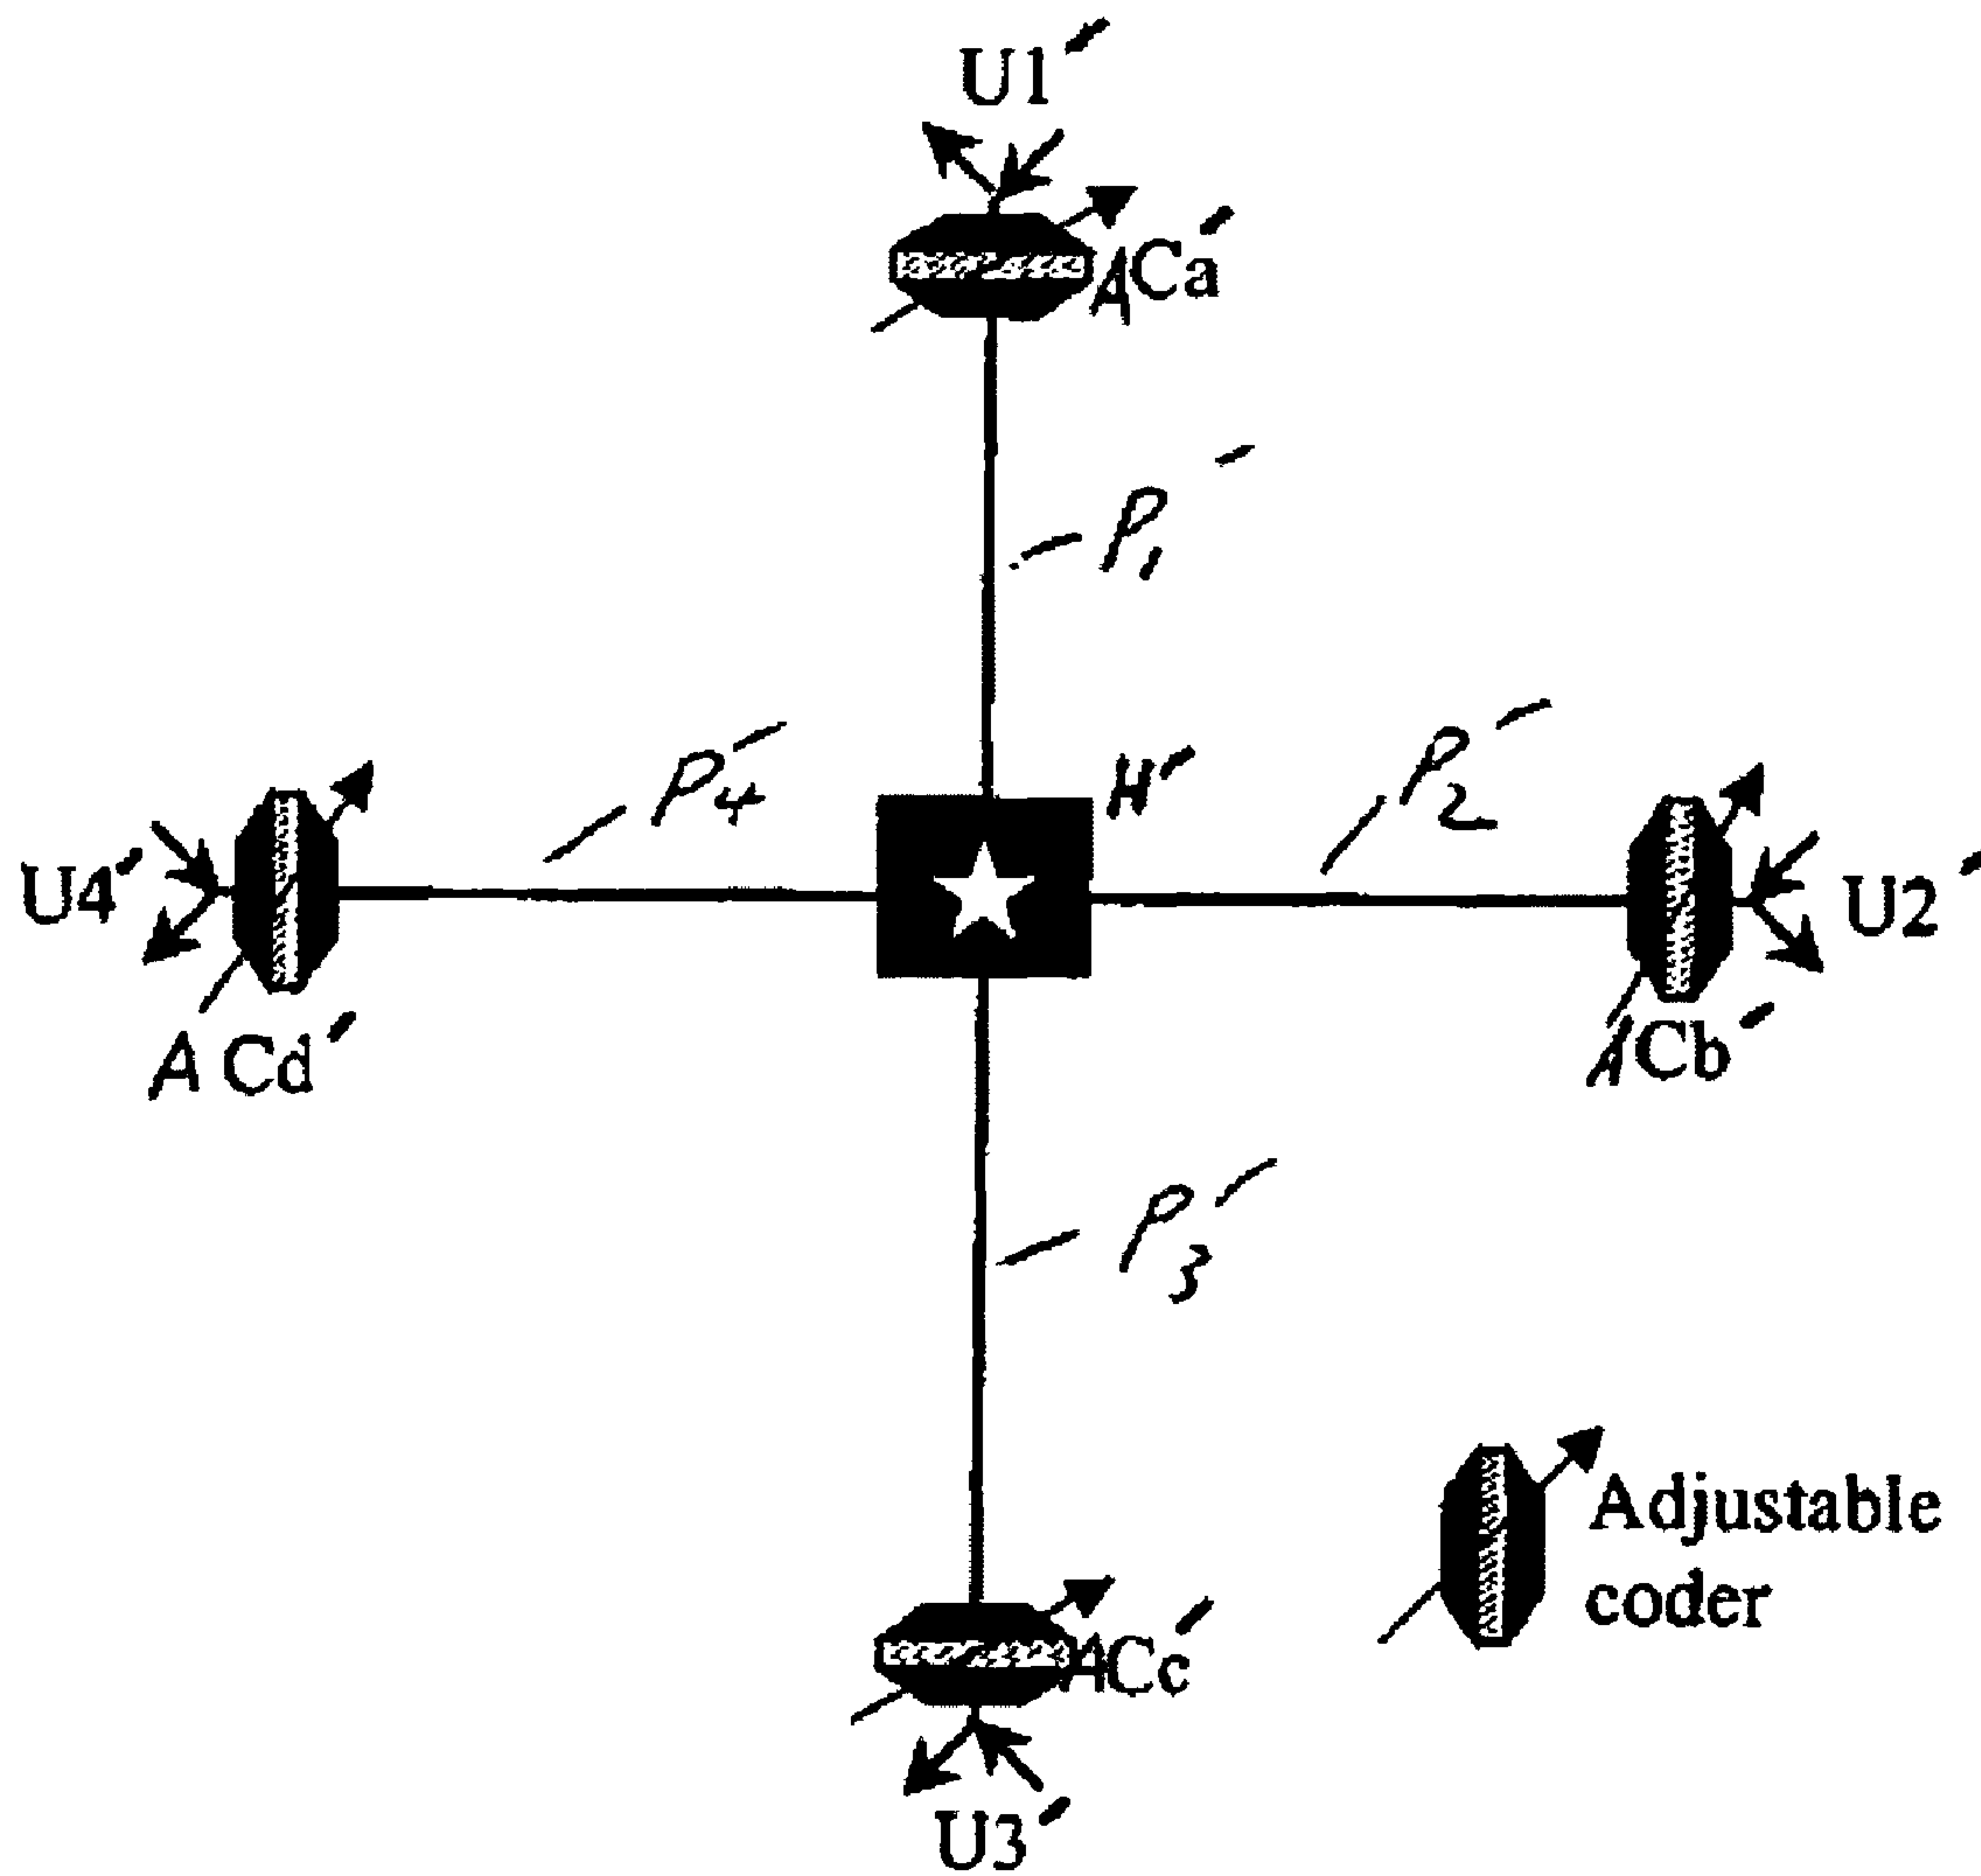 U1′
ACa′
P1′
P4′
H′
P2′
U4′
U2′
ACd′
ACb′
P3′
Adjustable
coder
ACc′
U3′